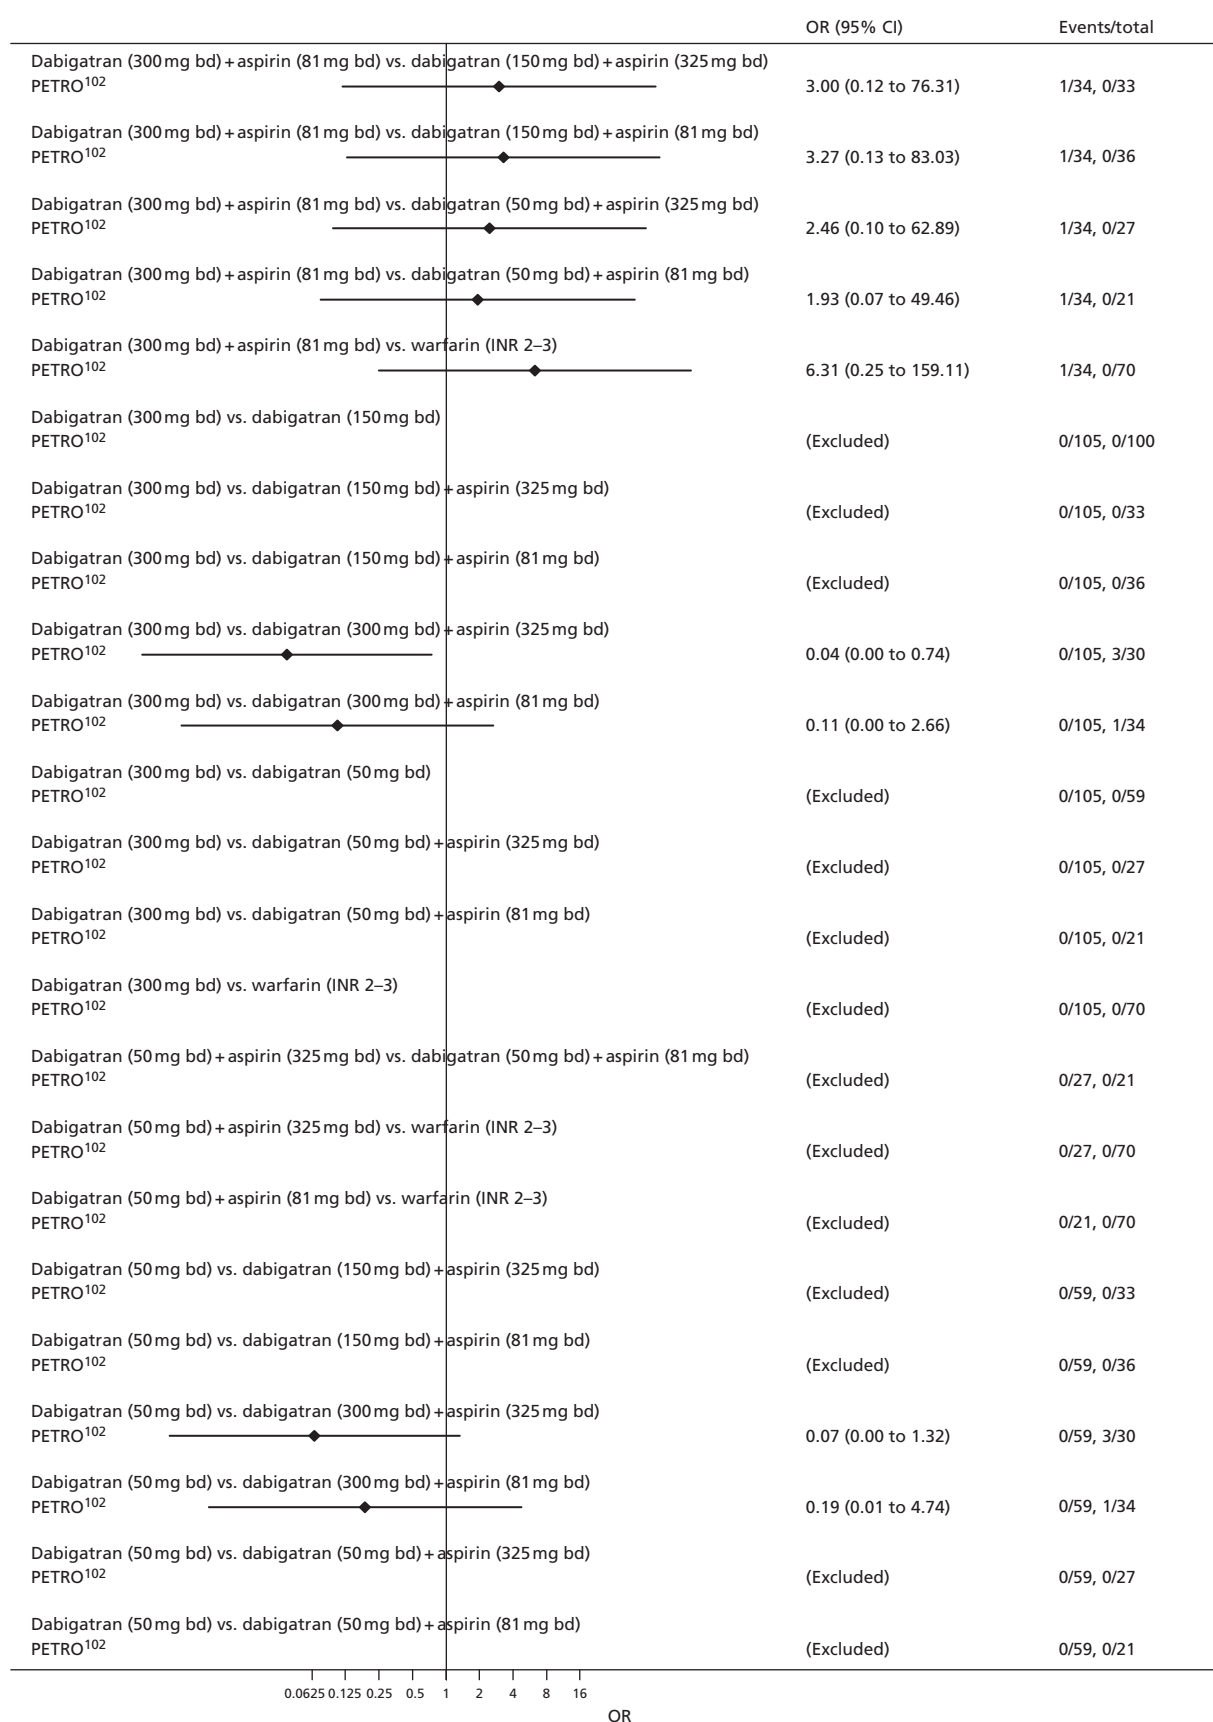 OR (95% CI) Events/total
Dabigatran (300 mg bd) + aspirin (81 mg bd) vs. dabigatran (150 mg bd) + aspirin (325 mg bd)
PETRO102 3.00 (0.12 to 76.31) 1/34, 0/33
Dabigatran (300 mg bd) + aspirin (81 mg bd) vs. dabigatran (150 mg bd) + aspirin (81 mg bd)
PETRO102 3.27 (0.13 to 83.03) 1/34, 0/36
Dabigatran (300 mg bd) + aspirin (81 mg bd) vs. dabigatran (50 mg bd) + aspirin (325 mg bd)
PETRO102 2.46 (0.10 to 62.89) 1/34, 0/27
Dabigatran (300 mg bd) + aspirin (81 mg bd) vs. dabigatran (50 mg bd) + aspirin (81 mg bd)
PETRO102 1.93 (0.07 to 49.46) 1/34, 0/21
Dabigatran (300 mg bd) + aspirin (81 mg bd) vs. warfarin (INR 2–3)
PETRO102 6.31 (0.25 to 159.11) 1/34, 0/70
Dabigatran (300 mg bd) vs. dabigatran (150 mg bd)
PETRO102 (Excluded) 0/105, 0/100
Dabigatran (300 mg bd) vs. dabigatran (150 mg bd) + aspirin (325 mg bd)
PETRO102 (Excluded) 0/105, 0/33
Dabigatran (300 mg bd) vs. dabigatran (150 mg bd) + aspirin (81 mg bd)
PETRO102 (Excluded) 0/105, 0/36
Dabigatran (300 mg bd) vs. dabigatran (300 mg bd) + aspirin (325 mg bd)
PETRO102 0.04 (0.00 to 0.74) 0/105, 3/30
Dabigatran (300 mg bd) vs. dabigatran (300 mg bd) + aspirin (81 mg bd)
PETRO102 0.11 (0.00 to 2.66) 0/105, 1/34
Dabigatran (300 mg bd) vs. dabigatran (50 mg bd)
PETRO102 (Excluded) 0/105, 0/59
Dabigatran (300 mg bd) vs. dabigatran (50 mg bd) + aspirin (325 mg bd)
PETRO102 (Excluded) 0/105, 0/27
Dabigatran (300 mg bd) vs. dabigatran (50 mg bd) + aspirin (81 mg bd)
PETRO102 (Excluded) 0/105, 0/21
Dabigatran (300 mg bd) vs. warfarin (INR 2–3)
PETRO102 (Excluded) 0/105, 0/70
Dabigatran (50 mg bd) + aspirin (325 mg bd) vs. dabigatran (50 mg bd) + aspirin (81 mg bd)
PETRO102 (Excluded) 0/27, 0/21
Dabigatran (50 mg bd) + aspirin (325 mg bd) vs. warfarin (INR 2–3)
PETRO102 (Excluded) 0/27, 0/70
Dabigatran (50 mg bd) + aspirin (81 mg bd) vs. warfarin (INR 2–3)
PETRO102 (Excluded) 0/21, 0/70
Dabigatran (50 mg bd) vs. dabigatran (150 mg bd) + aspirin (325 mg bd)
PETRO102 (Excluded) 0/59, 0/33
Dabigatran (50 mg bd) vs. dabigatran (150 mg bd) + aspirin (81 mg bd)
PETRO102 (Excluded) 0/59, 0/36
Dabigatran (50 mg bd) vs. dabigatran (300 mg bd) + aspirin (325 mg bd)
PETRO102 0.07 (0.00 to 1.32) 0/59, 3/30
Dabigatran (50 mg bd) vs. dabigatran (300 mg bd) + aspirin (81 mg bd)
PETRO102 0.19 (0.01 to 4.74) 0/59, 1/34
Dabigatran (50 mg bd) vs. dabigatran (50 mg bd) + aspirin (325 mg bd)
PETRO102 (Excluded) 0/59, 0/27
Dabigatran (50 mg bd) vs. dabigatran (50 mg bd) + aspirin (81 mg bd)
PETRO102 (Excluded) 0/59, 0/21
0.0625 0.125 0.25 0.5 1 2 4 8 16
OR